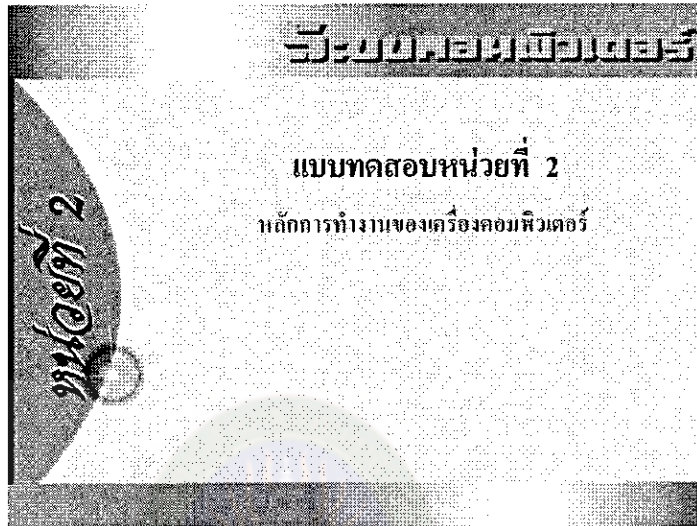 ระบบคอมพิวเตอร์
แบบทดสอบหน่วยที่ 2
หลักการทำงานของเครื่องคอมพิวเตอร์
หน่วยที่ 2